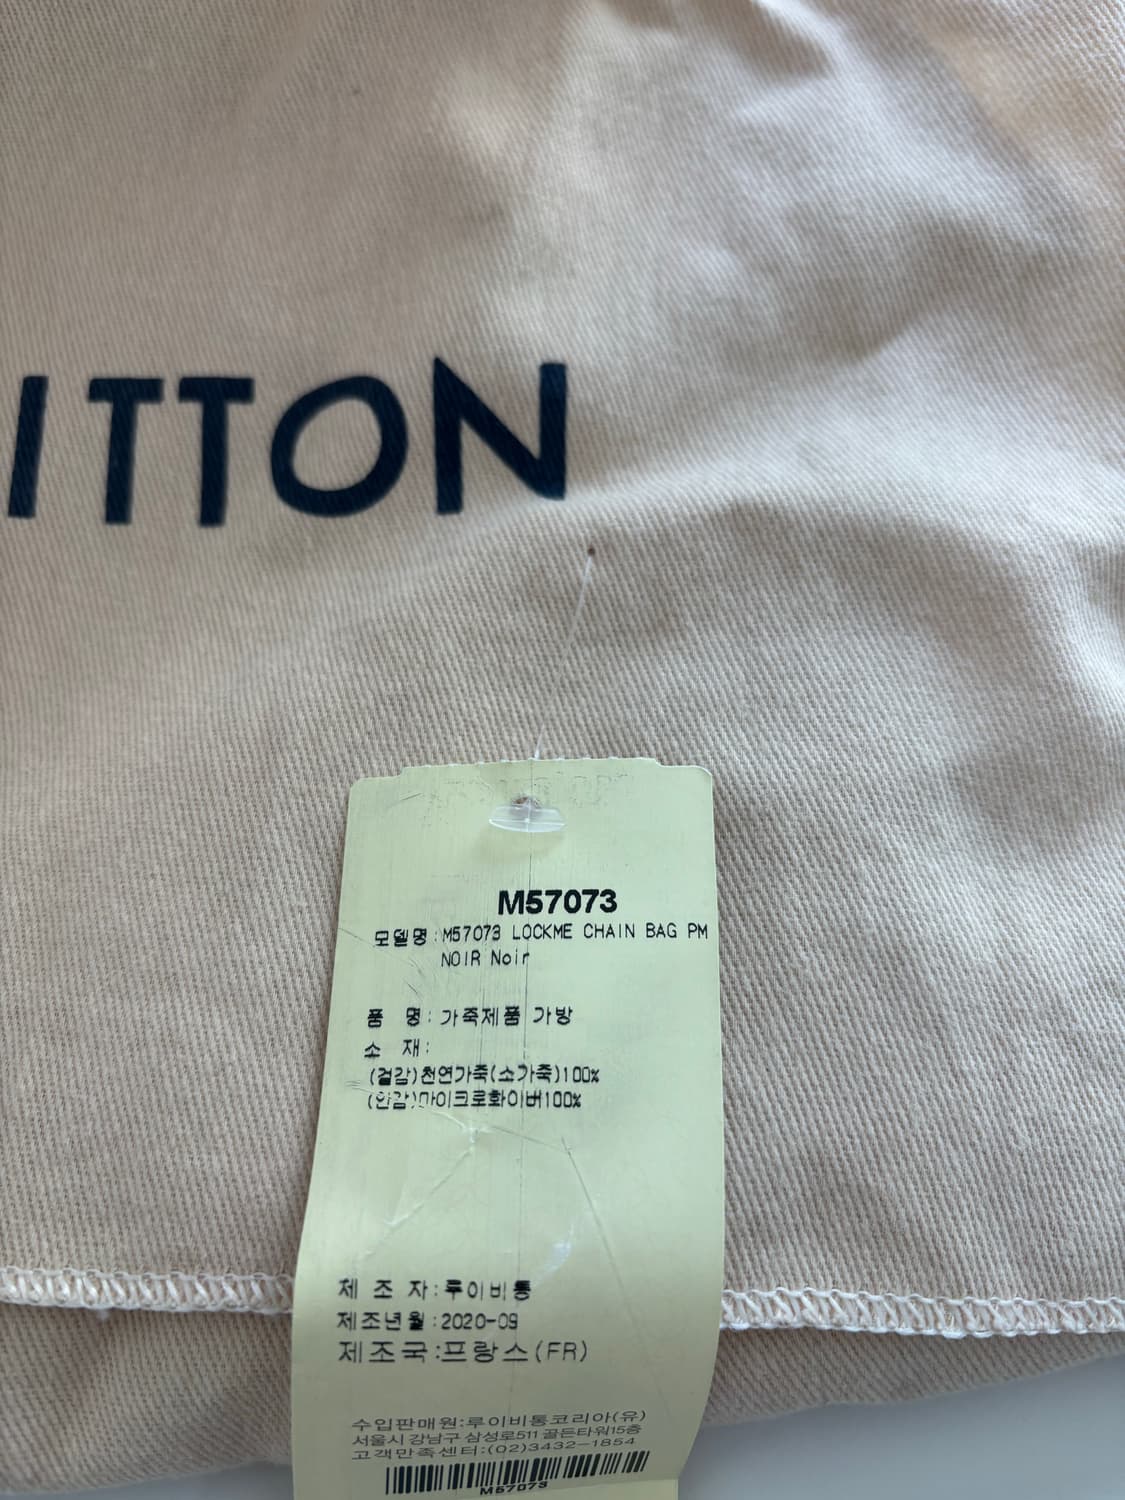 ITTON
M57073
모델명:M57073 LOCKME CHAIN BAG PM
NOIR Noir
품 명:가죽제품 가방
소 재:
(겉감)천연가죽(소가죽)100%
(안감)마이크로화이버100%
제 조 자:루이비통
제조년월:2020-09
제조국:프랑스(FR)
수입판매원:루이비통코리아(유)
서울시 강남구 삼성로511 골든타워15층
고객만족센터:(02)3432-1854
M57073